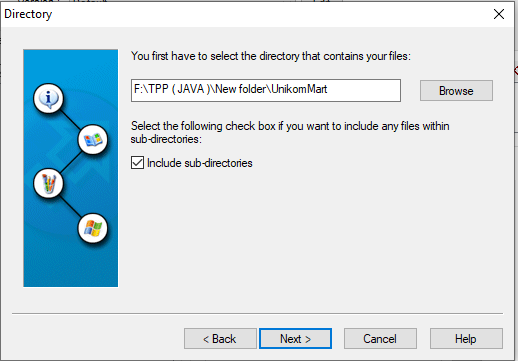 Directory
You first have to select the directory that contains your files:
F:\TPP ( JAVA )\New folder\UnikomMart
Browse
Select the following check box if you want to include any files within
sub-directories:
Include sub-directories
< Back
Next >
Cancel
Help